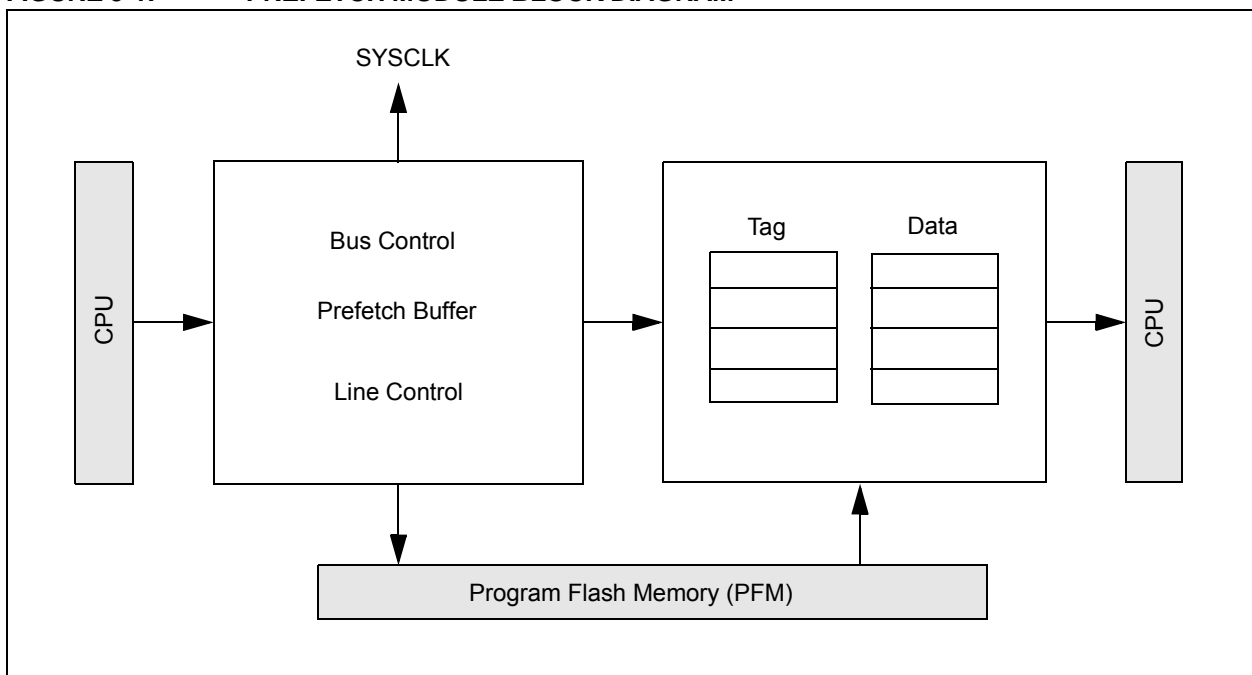 SYSCLK
CPU
Bus Control
Prefetch Buffer
Line Control
Tag
Data
CPU
Program Flash Memory (PFM)